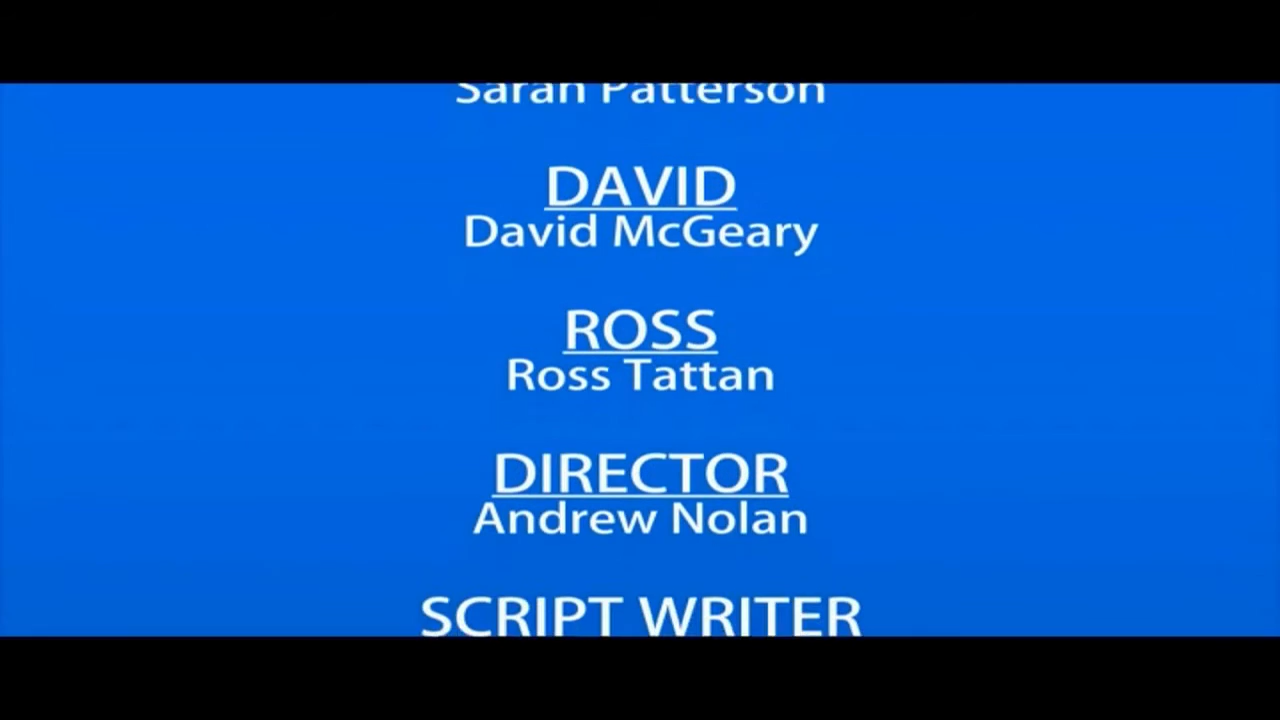 Sarah Patterson
DAVID
David McGeary
ROSS
Ross Tattan
DIRECTOR
Andrew Nolan
SCRIPT WRITER